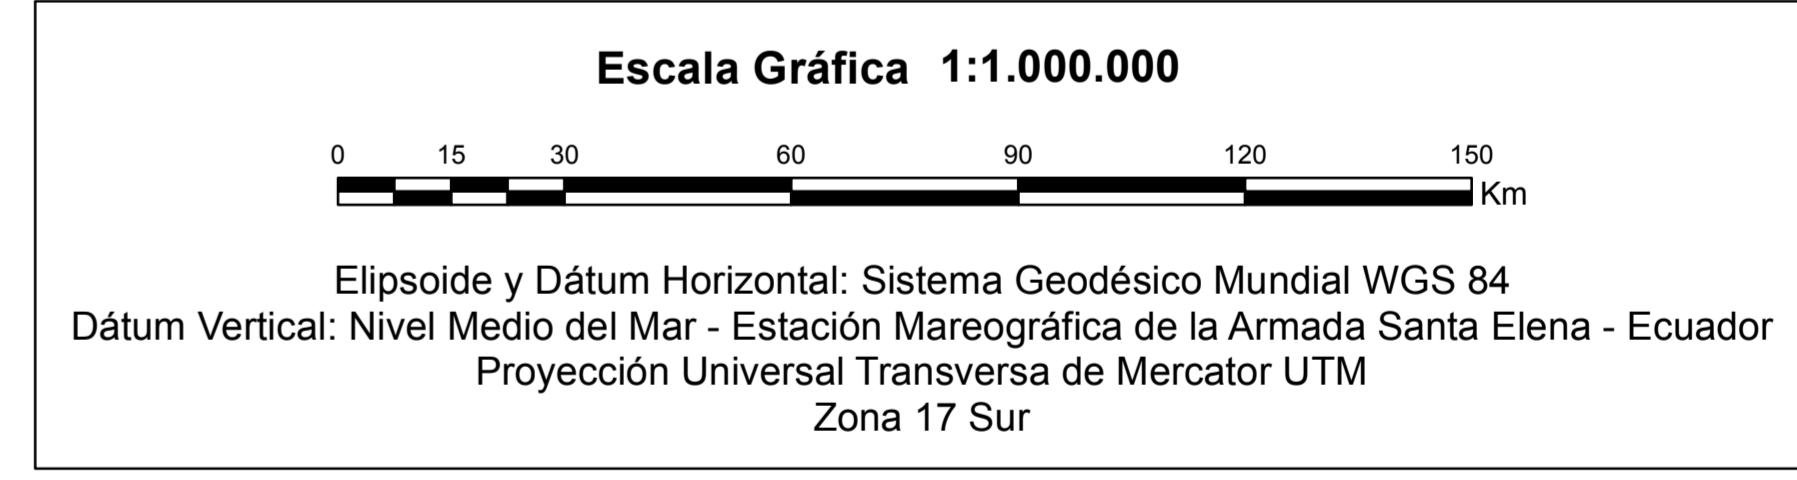 Escala Gráfica 1:1.000.000
0 15 30 60 90 120 150
Km
Elipsoide y Dátum Horizontal: Sistema Geodésico Mundial WGS 84
Dátum Vertical: Nivel Medio del Mar - Estación Mareográfica de la Armada Santa Elena - Ecuador
Proyección Universal Transversa de Mercator UTM
Zona 17 Sur